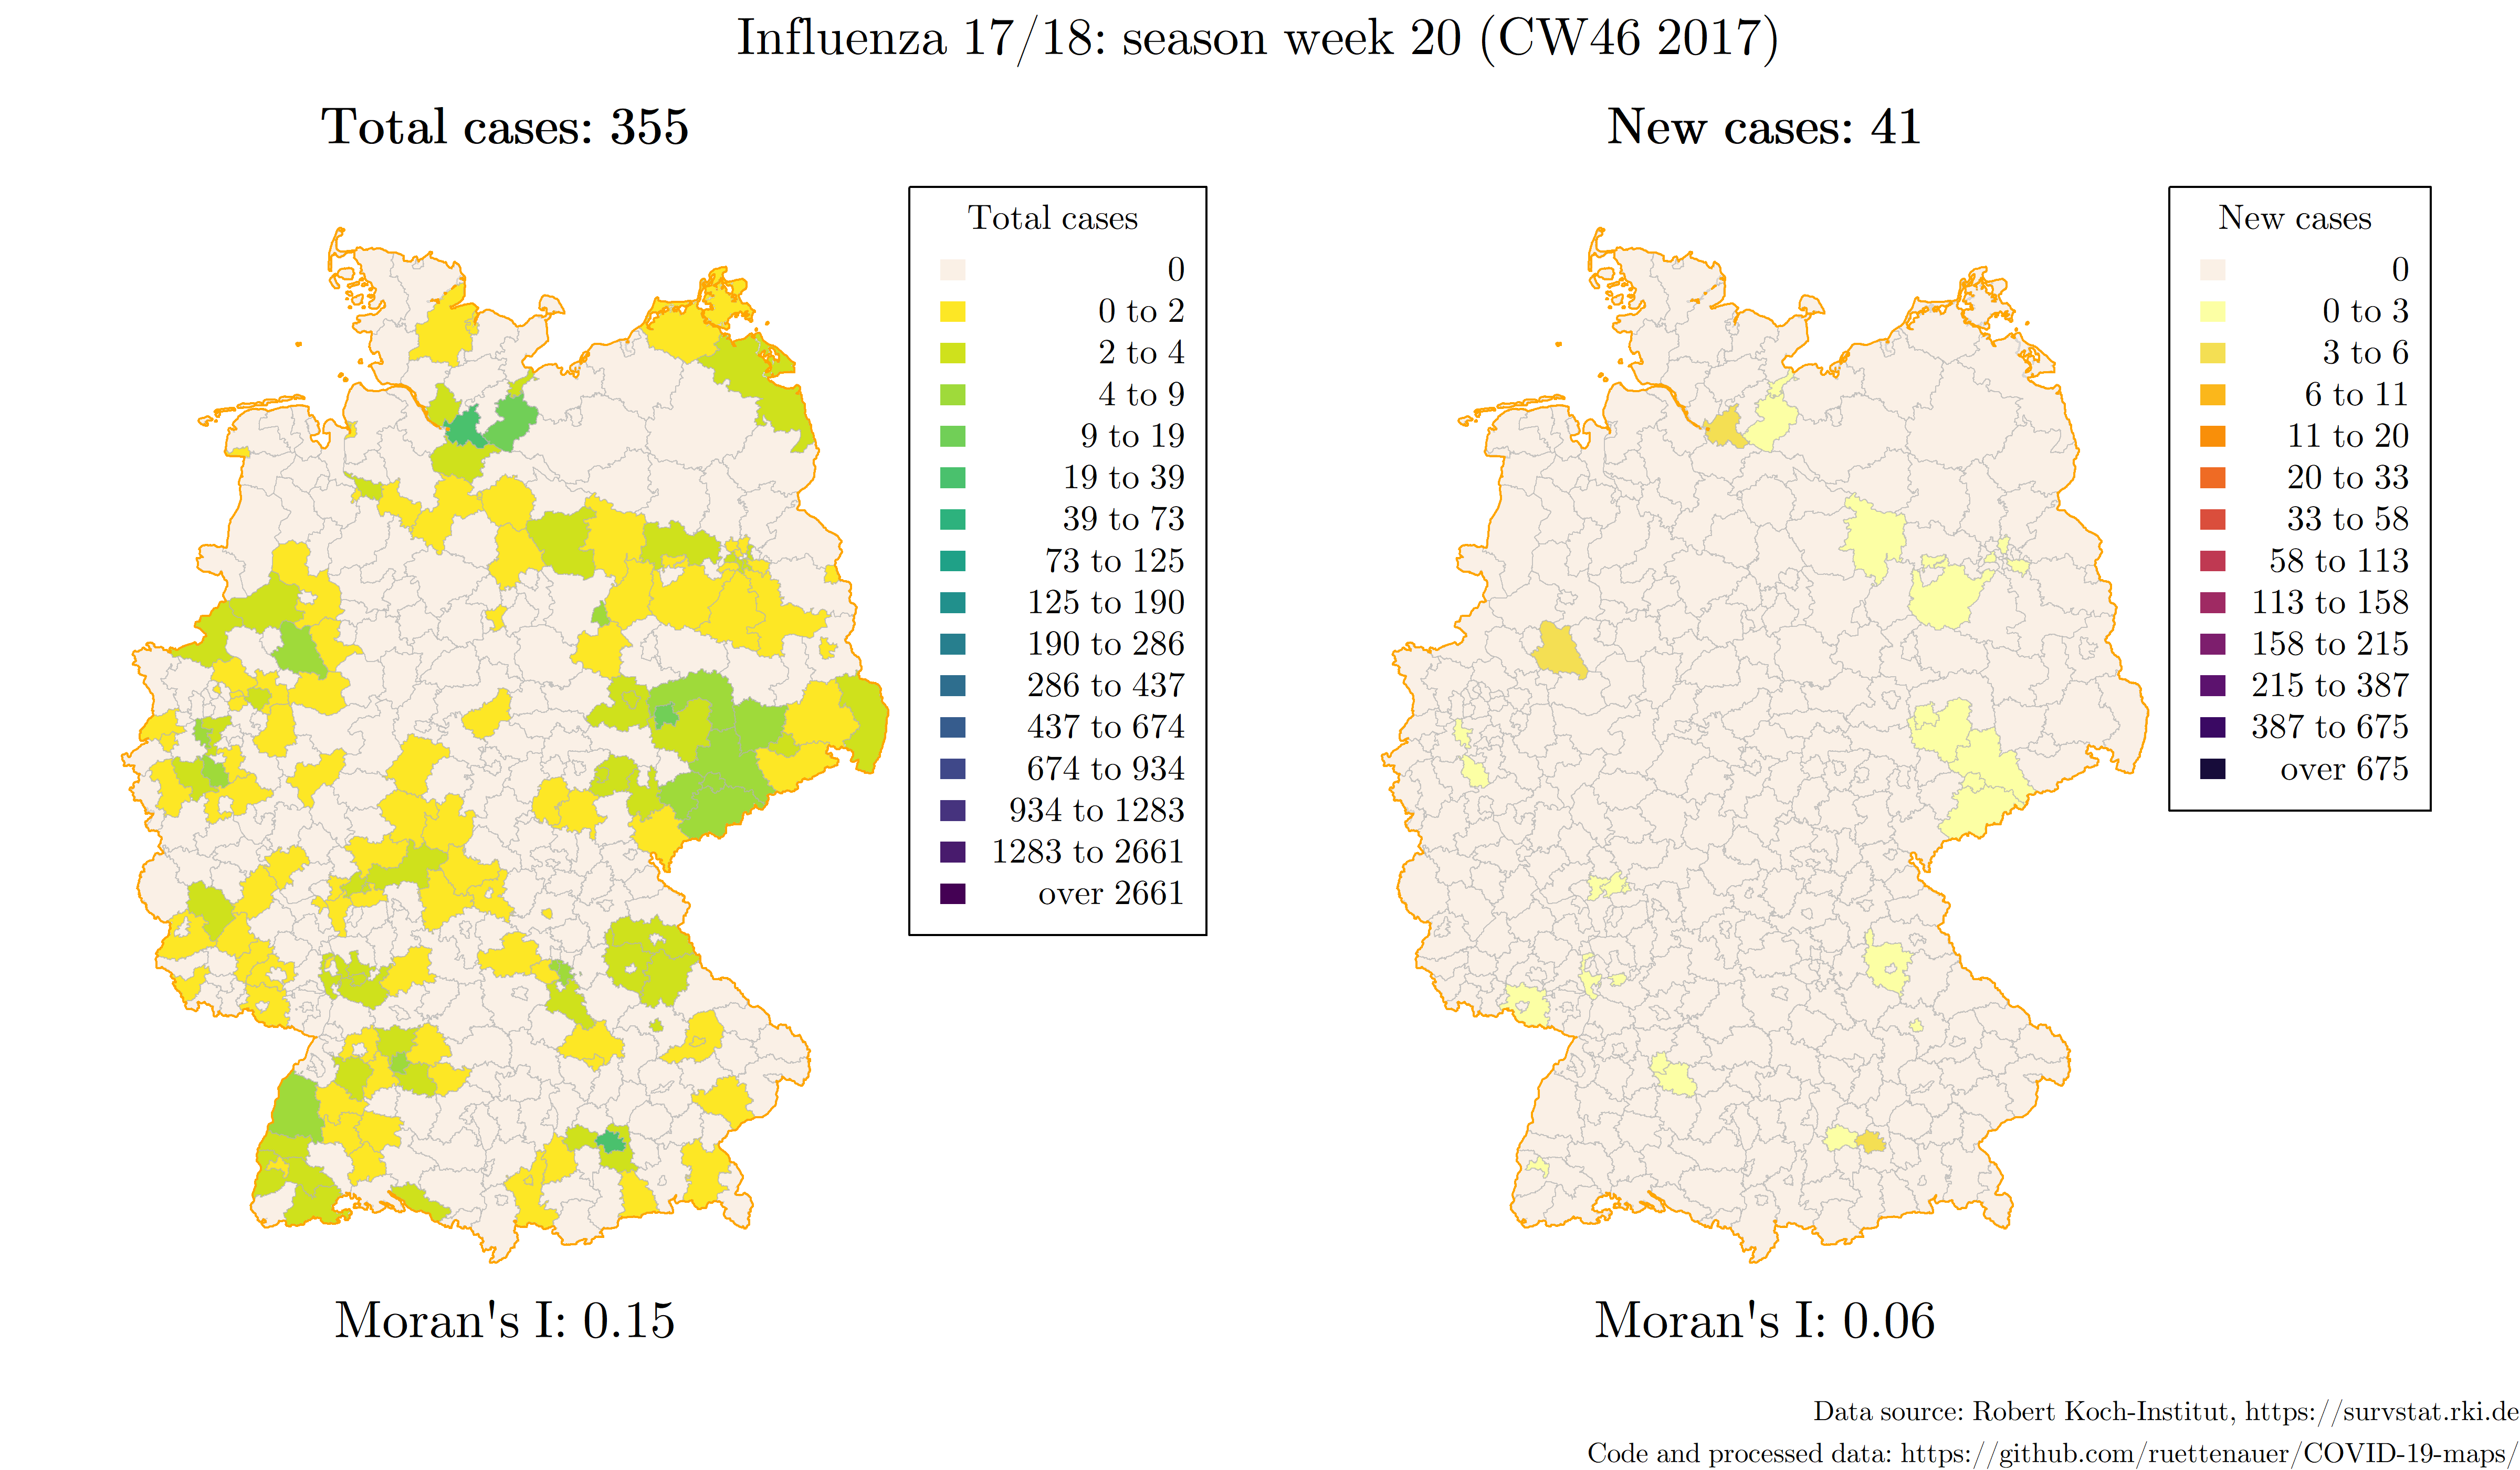 Influenza 17/18: season week 20 (CW46 2017)
Total cases: 355
Total cases
0
0 to 2
2 to 4
4 to 9
9 to 19
19 to 39
39 to 73
73 to 125
125 to 190
190 to 286
286 to 437
437 to 674
674 to 934
934 to 1283
1283 to 2661
over 2661
Moran's I: 0.15
New cases: 41
New cases
0
0 to 3
3 to 6
6 to 11
11 to 20
20 to 33
33 to 58
58 to 113
113 to 158
158 to 215
215 to 387
387 to 675
over 675
Moran's I: 0.06
Data source: Robert Koch-Institut, https://survstat.rki.de
Code and processed data: https://github.com/ruettenauer/COVID-19-maps/